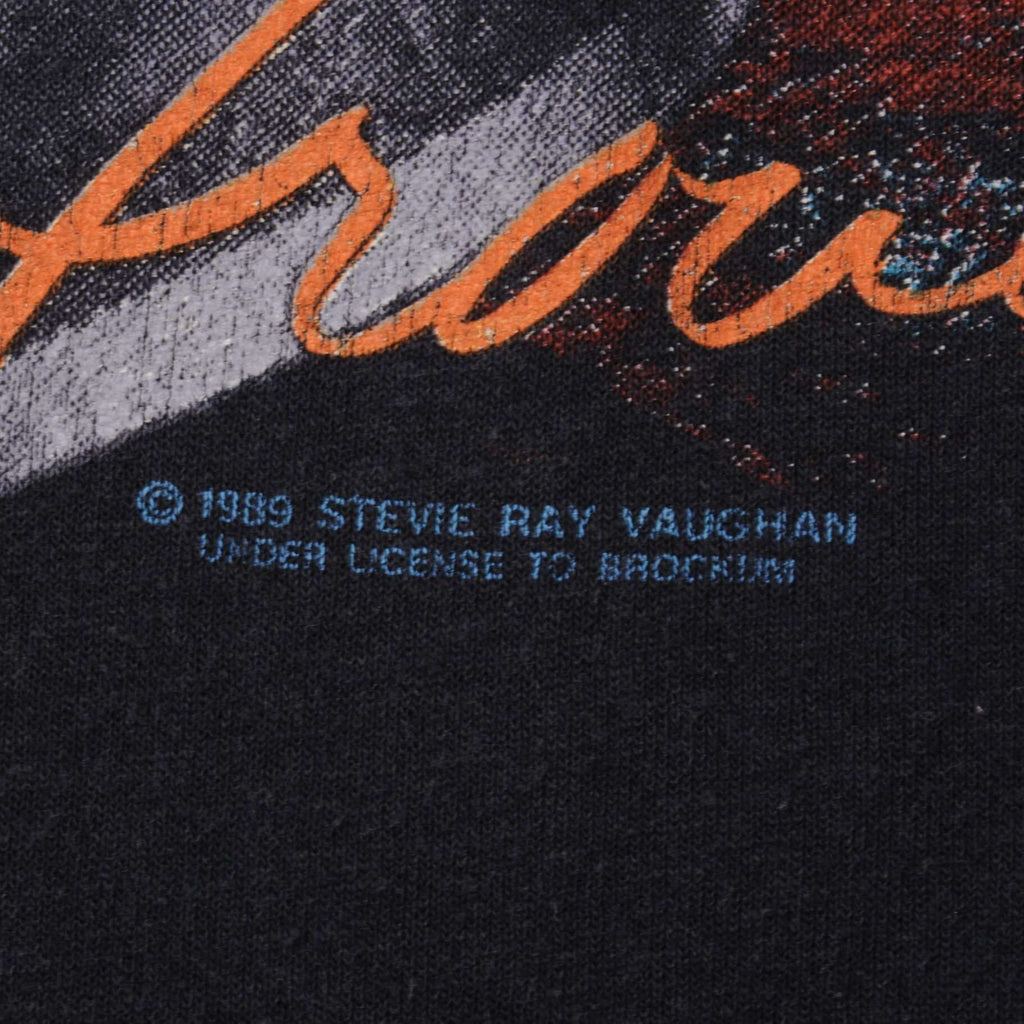 © 1989 STEVIE RAY VAUGHAN
UNDER LICENSE TO BROCKUM